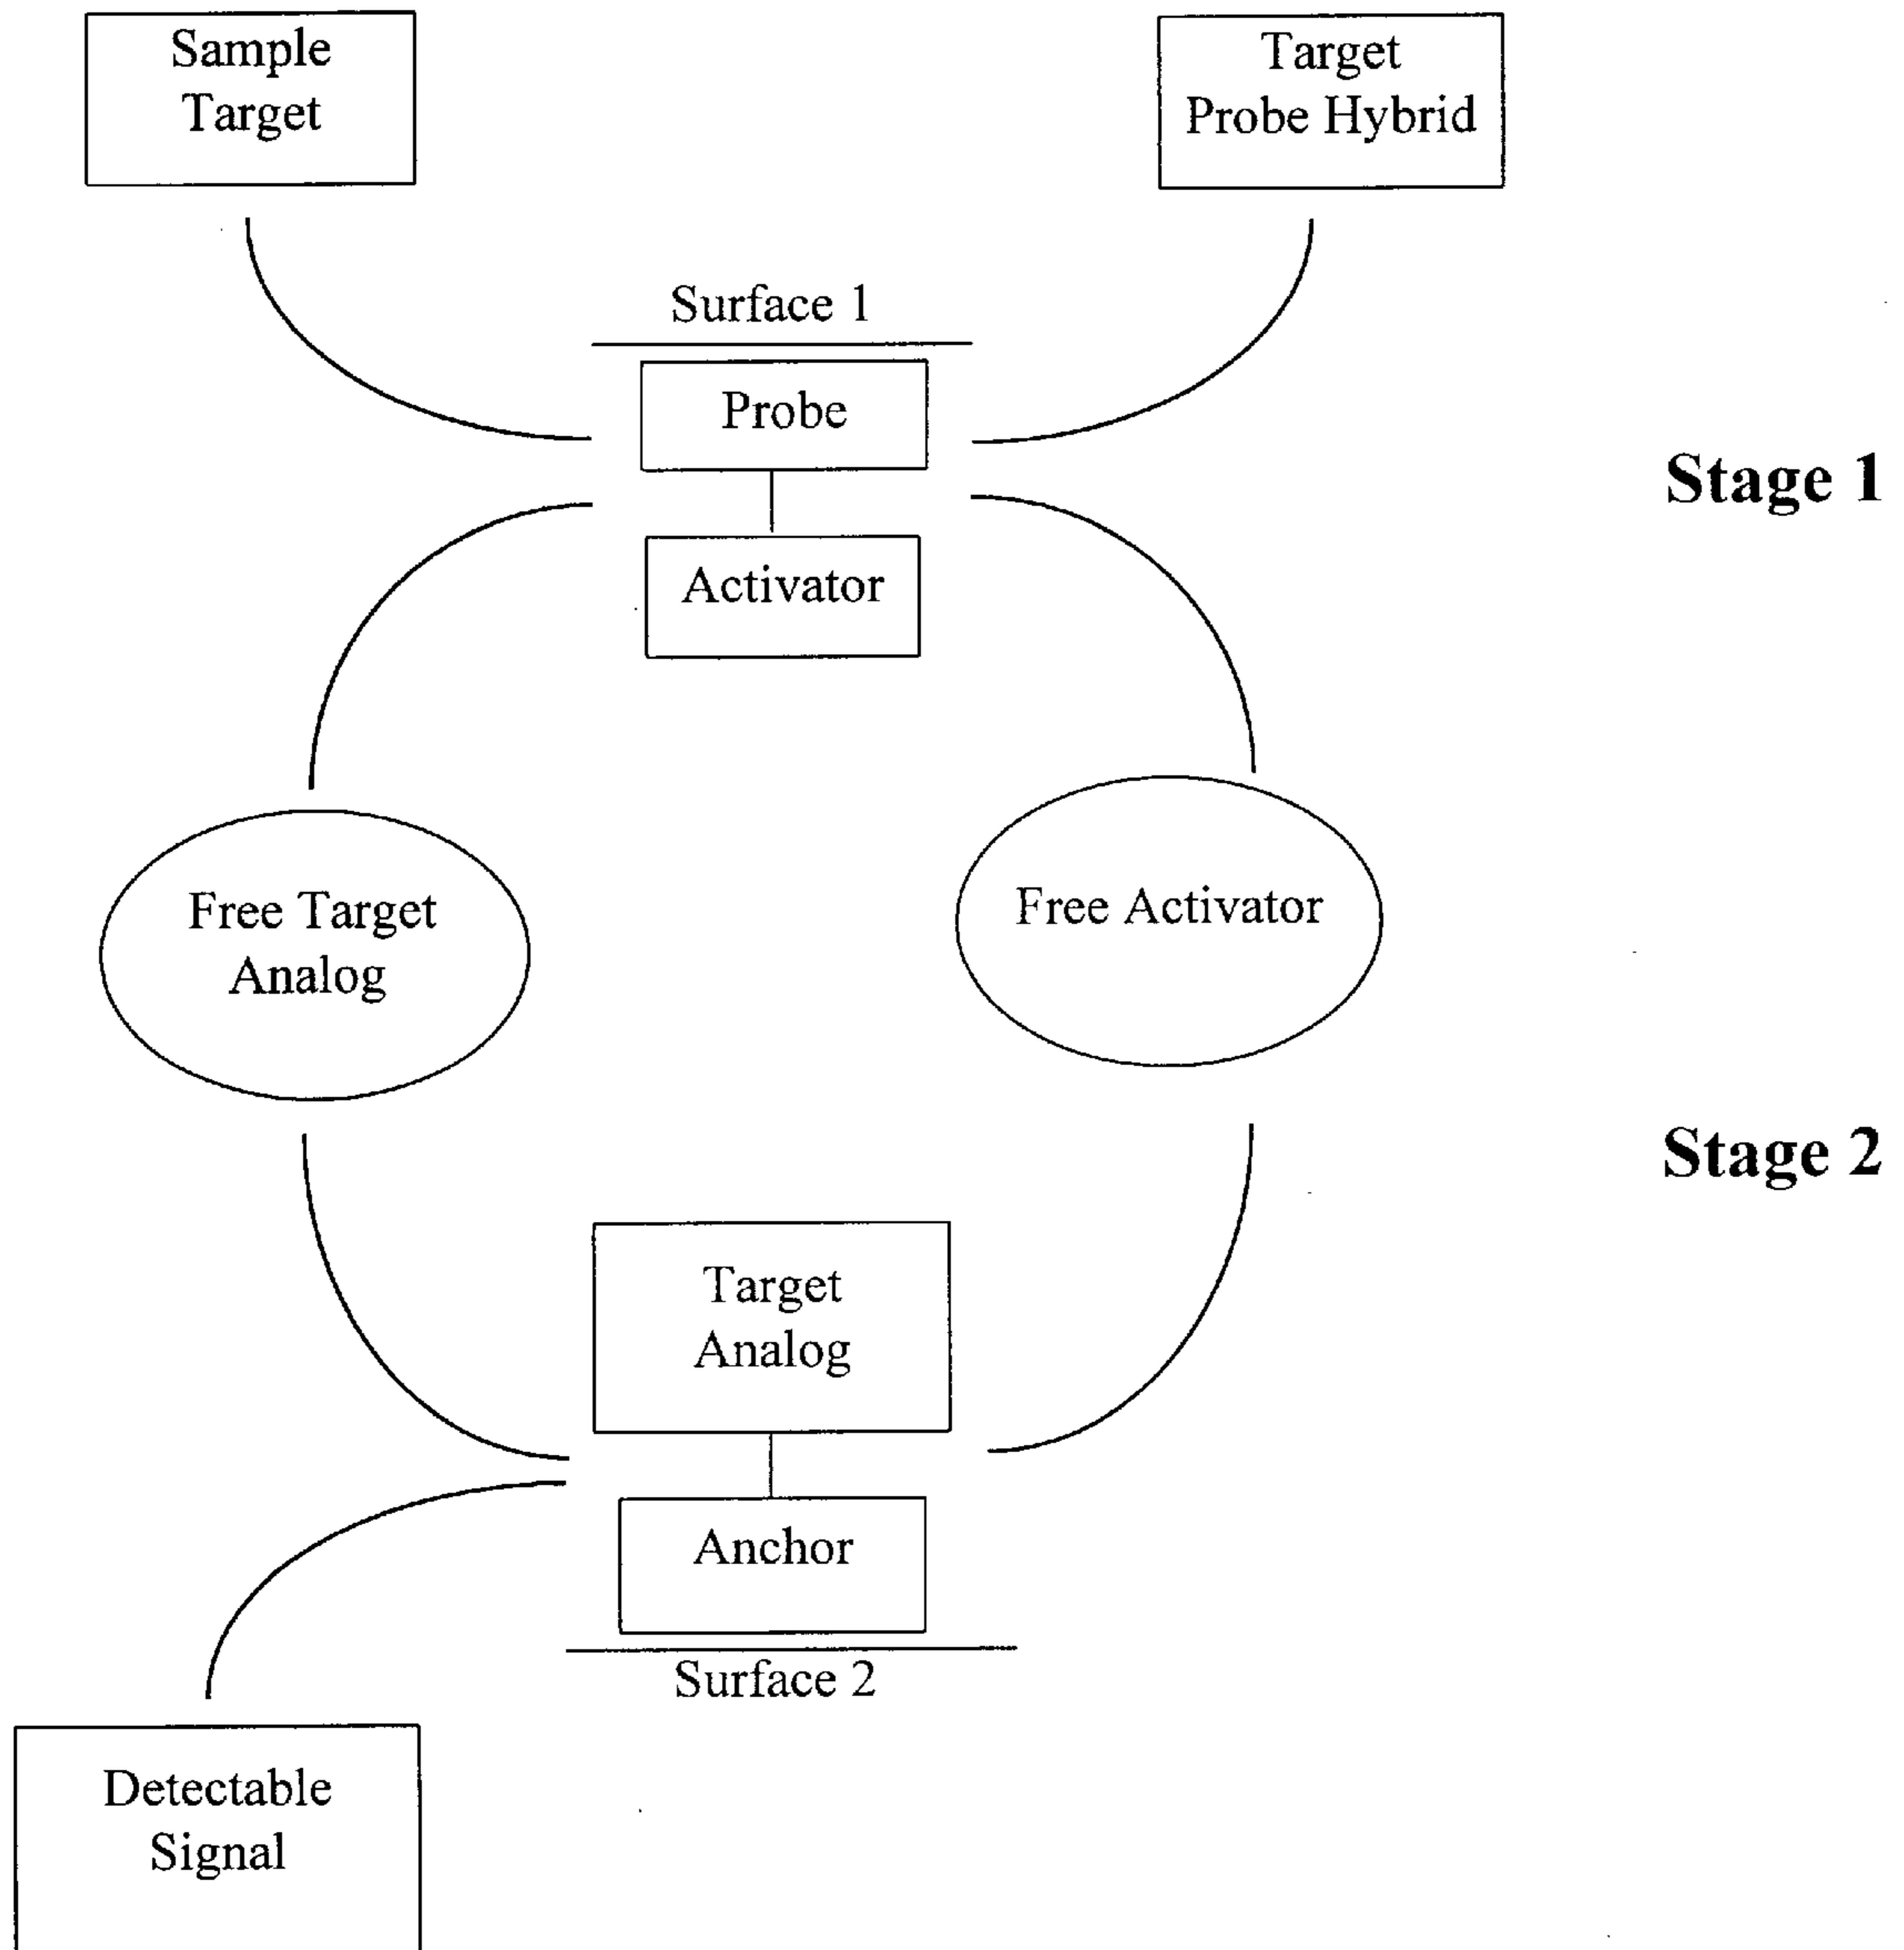 Sample
Target
Target
Probe Hybrid
Surface 1
Probe
Stage 1
Activator
Free Target
Analog
Free Activator
Stage 2
Target
Analog
Anchor
Surface 2
Detectable
Signal